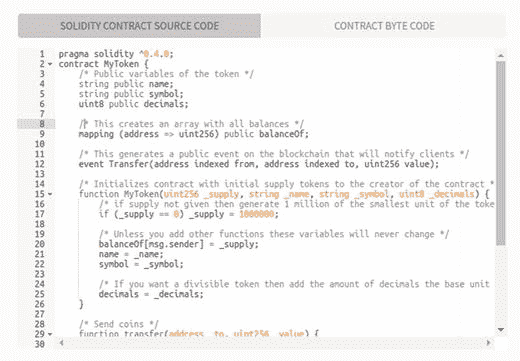 SOLIDITY CONTRACT SOURCE CODE
CONTRACT BYTE CODE
1 pragma solidity ^0.4.0;
2 contract MyToken {
3 /* Public variables of the token */
4 string public name;
5 string public symbol;
6 uint8 public decimals;
7
8 /* This creates an array with all balances */
9 mapping (address => uint256) public balanceOf;
10
11 /* This generates a public event on the blockchain that will notify clients */
12 event Transfer(address indexed from, address indexed to, uint256 value);
13
14 /* Initializes contract with initial supply tokens to the creator of the contract *
15 function MyToken(uint256 _supply, string _name, string _symbol, uint8 _decimals) {
16 /* if supply not given then generate 1 million of the smallest unit of the toke
17 if (_supply == 0) _supply = 1000000;
18
19 /* Unless you add other functions these variables will never change */
20 balanceOf[msg.sender] = _supply;
21 name = _name;
22 symbol = _symbol;
23
24 /* If you want a divisible token then add the amount of decimals the base unit
25 decimals = _decimals;
26 }
27
28 /* Send coins */
29 function transfer(address _to, uint256 _value) {
30